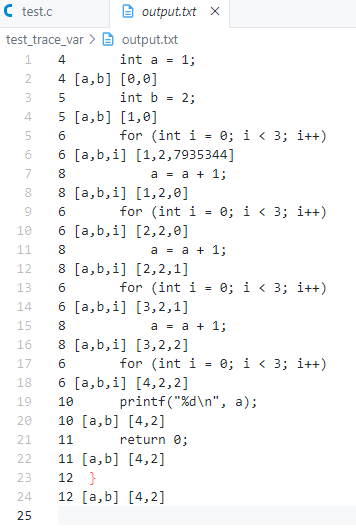 test.c output.txt ×
test_trace_var > output.txt
1 4 int a = 1;
2 4 [a,b] [0,0]
3 5 int b = 2;
4 5 [a,b] [1,0]
5 6 for (int i = 0; i < 3; i++)
6 6 [a,b,i] [1,2,7935344]
7 8 a = a + 1;
8 8 [a,b,i] [1,2,0]
9 6 for (int i = 0; i < 3; i++)
10 6 [a,b,i] [2,2,0]
11 8 a = a + 1;
12 8 [a,b,i] [2,2,1]
13 6 for (int i = 0; i < 3; i++)
14 6 [a,b,i] [3,2,1]
15 8 a = a + 1;
16 8 [a,b,i] [3,2,2]
17 6 for (int i = 0; i < 3; i++)
18 6 [a,b,i] [4,2,2]
19 10 printf("%d\n", a);
20 10 [a,b] [4,2]
21 11 return 0;
22 11 [a,b] [4,2]
23 12 }
24 12 [a,b] [4,2]
25